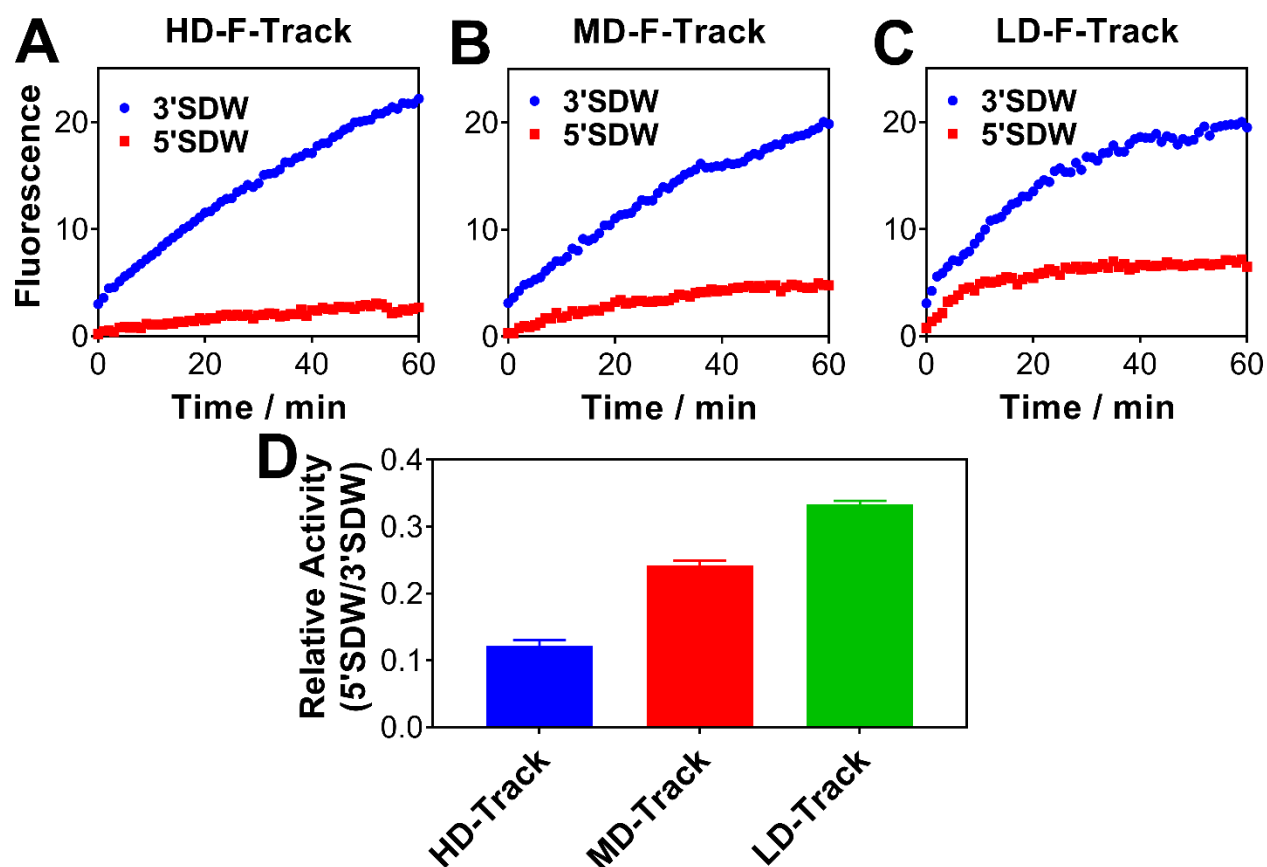 A
HD-F-Track
3'SDW
5'SDW
Fluorescence
20
10
0
0
20
40
60
Time / min
B
MD-F-Track
3'SDW
5'SDW
20
10
0
0
20
40
60
Time / min
C
LD-F-Track
3'SDW
5'SDW
20
10
0
0
20
40
60
Time / min
D
Relative Activity
(5'SDW/3'SDW)
0.4
0.3
0.2
0.1
0.0
HD-Track
MD-Track
LD-Track